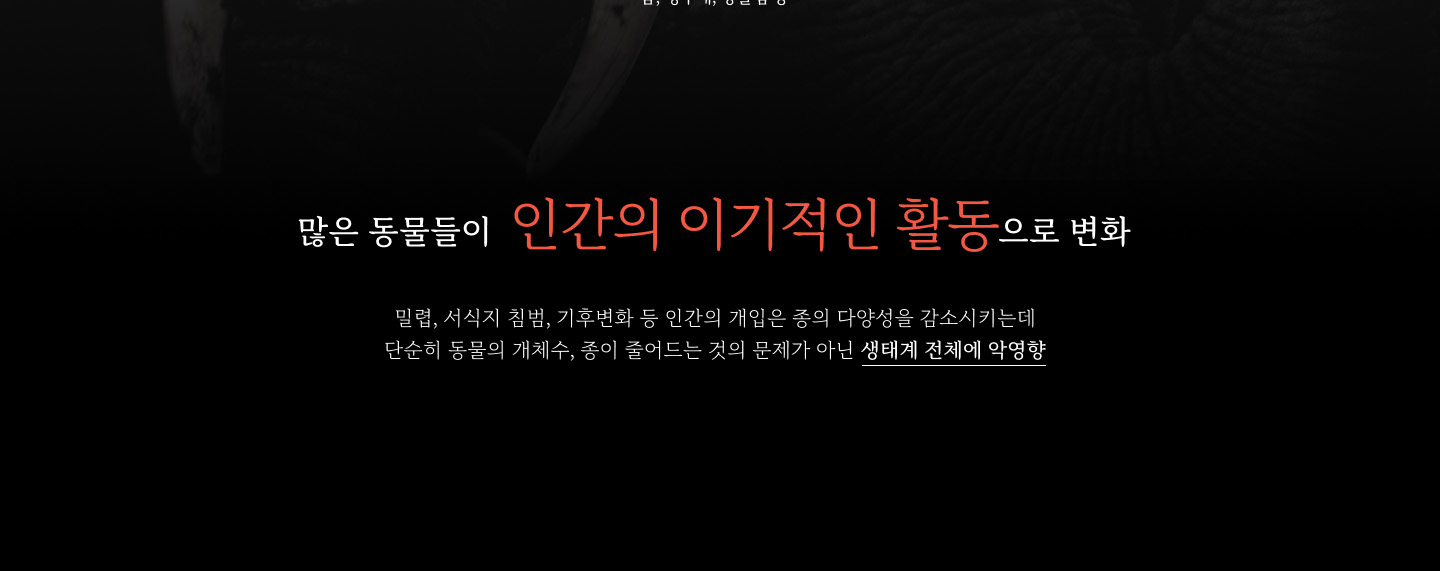 많은 동물들이 인간의 이기적인 활동으로 변화
밀렵, 서식지 침범, 기후변화 등 인간의 개입은 종의 다양성을 감소시키는데
단순히 동물의 개체수, 종이 줄어드는 것의 문제가 아닌 생태계 전체에 악영향